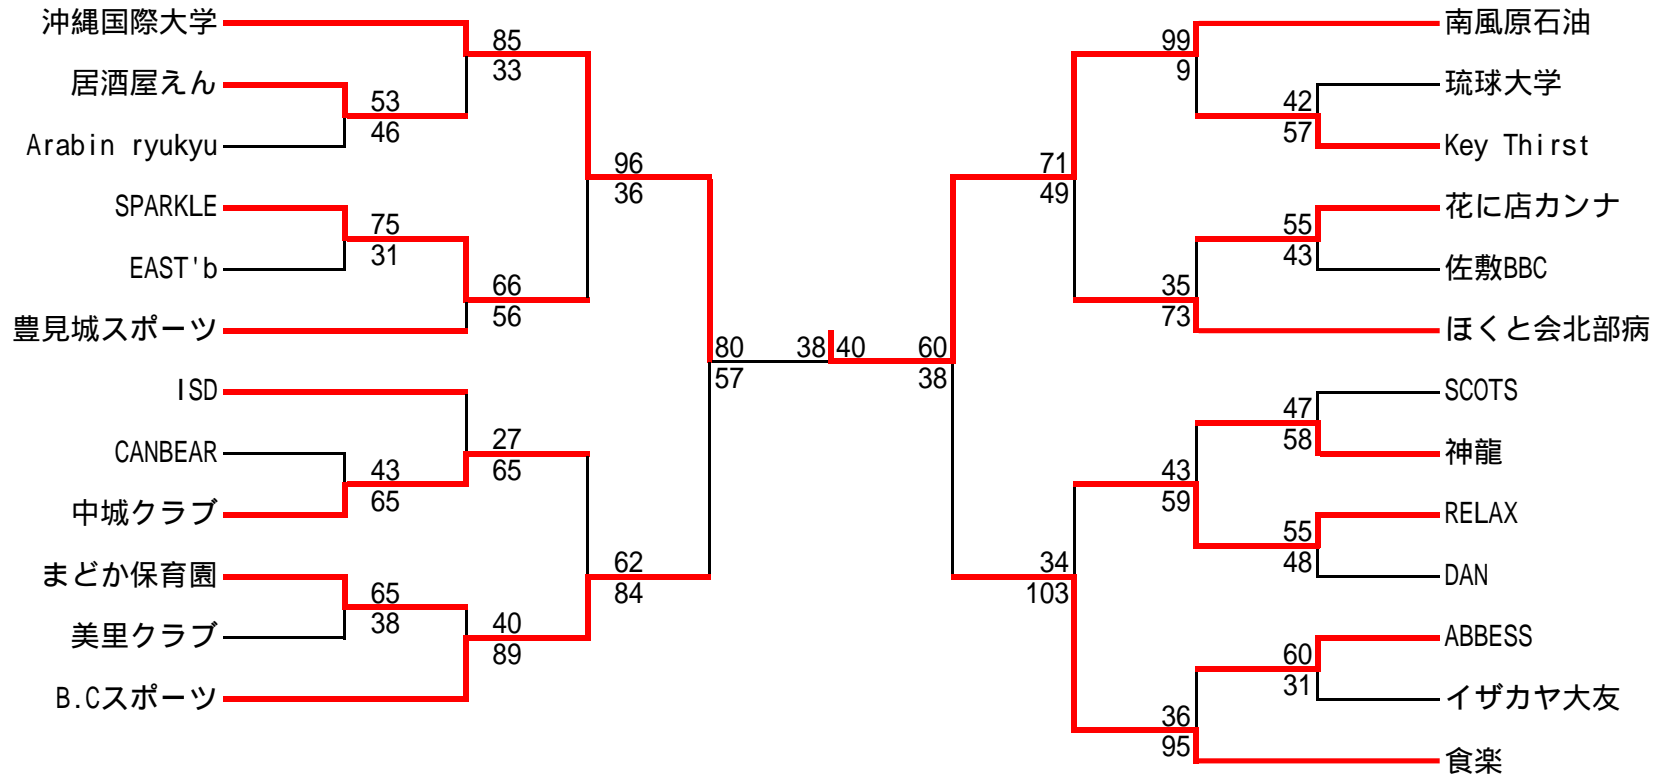 沖縄国際大学
85
33
居酒屋えん
53
46
Arabin ryukyu
96
36
SPARKLE
75
31
EAST'b
66
56
豊見城スポーツ
80
57
ISD
CANBEAR
27
65
43
65
中城クラブ
まどか保育園
62
84
65
38
美里クラブ
40
89
B.Cスポーツ
38 40
南風原石油
99
9
琉球大学
42
57
Key Thirst
71
49
花に店カンナ
55
43
佐敷BBC
35
73
ほくと会北部病
60
38
SCOTS
47
58
神龍
43
59
RELAX
55
48
DAN
34
103
ABBESS
60
31
イザカヤ大友
36
95
食楽